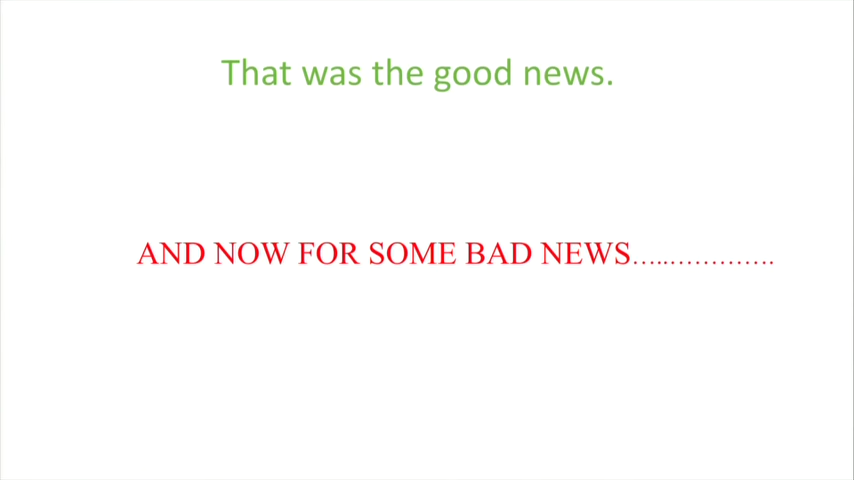 That was the good news.
AND NOW FOR SOME BAD NEWS…..………….